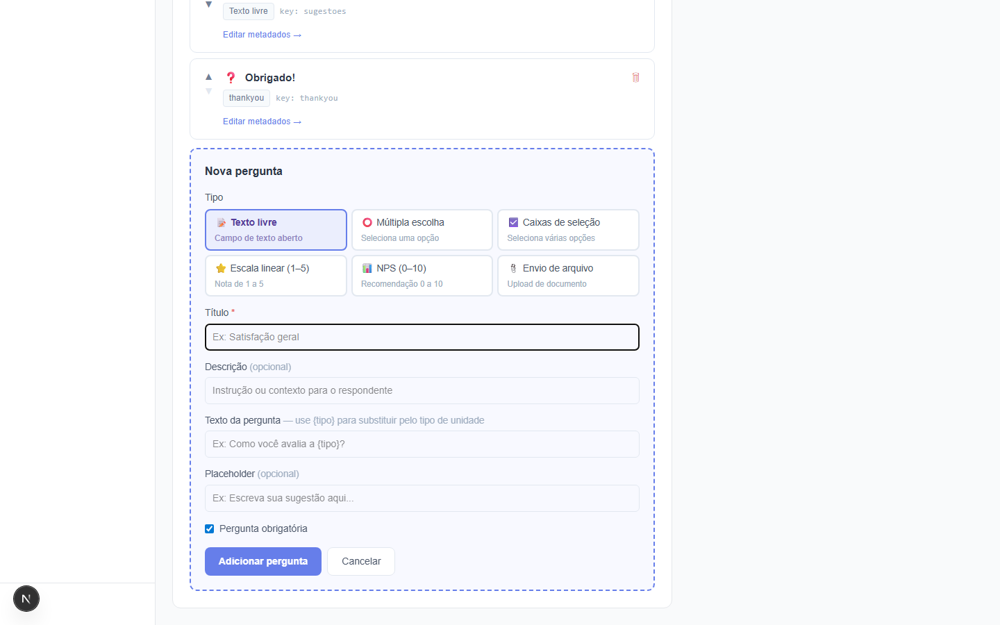 Texto livre key: sugestoes
Editar metadados →
Obrigado!
thankyou key: thankyou
Editar metadados →
Nova pergunta
Tipo
Texto livre
Campo de texto aberto
Múltipla escolha
Seleciona uma opção
Caixas de seleção
Seleciona várias opções
Escala linear (1–5)
Nota de 1 a 5
NPS (0–10)
Recomendação 0 a 10
Envio de arquivo
Upload de documento
Título *
Ex: Satisfação geral
Descrição (opcional)
Instrução ou contexto para o respondente
Texto da pergunta — use {tipo} para substituir pelo tipo de unidade
Ex: Como você avalia a {tipo}?
Placeholder (opcional)
Ex: Escreva sua sugestão aqui...
Pergunta obrigatória
Adicionar pergunta Cancelar
N